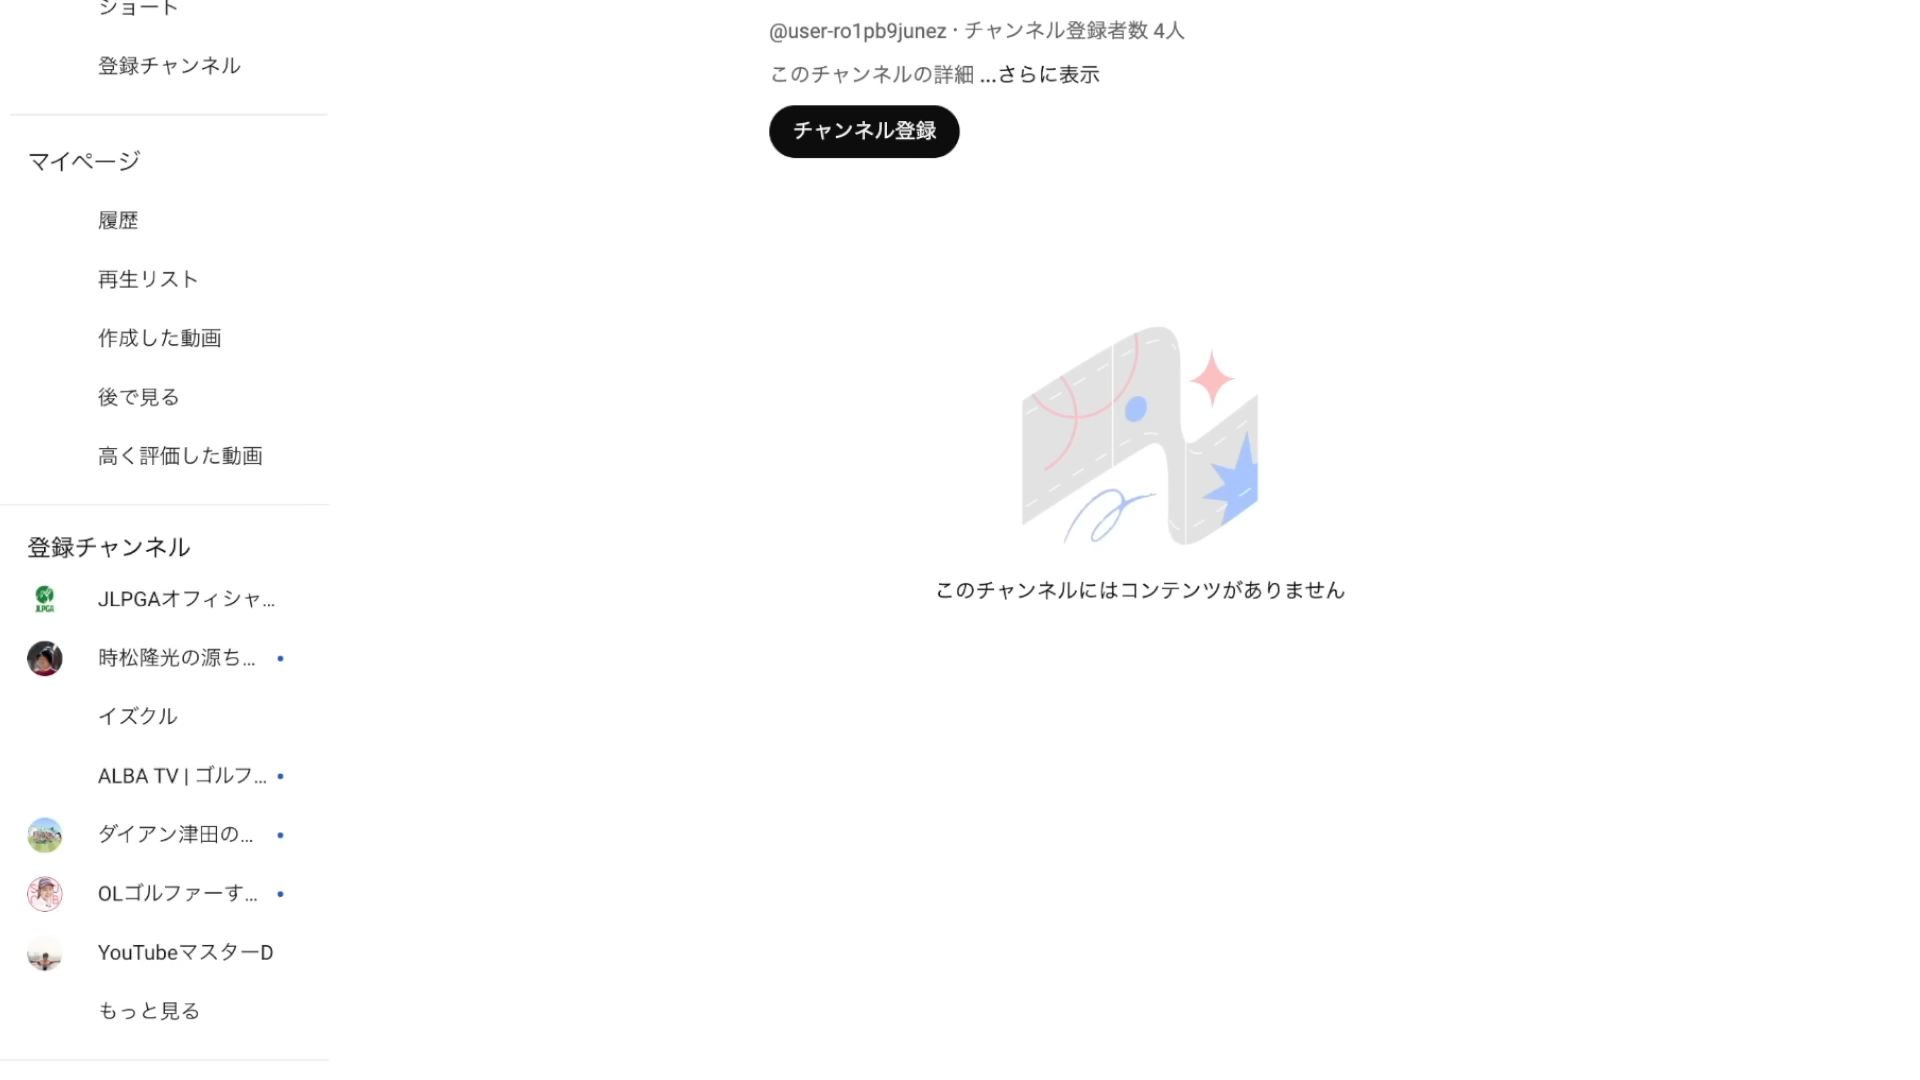 ショート
登録チャンネル
マイページ
履歴
再生リスト
作成した動画
後で見る
高く評価した動画
登録チャンネル
JLPGA
JLPGAオフィシャ...
時松隆光の源ち...
イズクル
ALBA TV | ゴルフ...
ダイアン津田の...
OLゴルファーす...
YouTubeマスターD
もっと見る
@user-ro1pb9junez · チャンネル登録者数 4人
このチャンネルの詳細 ...さらに表示
チャンネル登録
このチャンネルにはコンテンツがありません